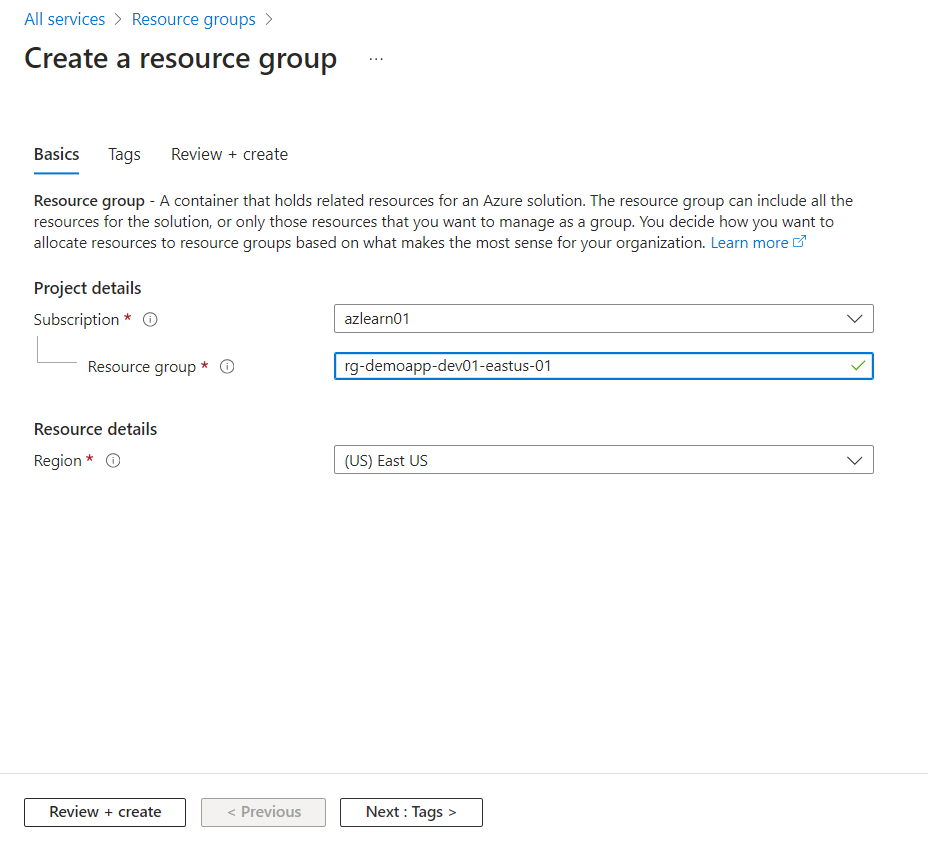 All services > Resource groups >
Create a resource group ...
Basics Tags Review + create
Resource group - A container that holds related resources for an Azure solution. The resource group can include all the
resources for the solution, or only those resources that you want to manage as a group. You decide how you want to
allocate resources to resource groups based on what makes the most sense for your organization. Learn more
Project details
Subscription * azlearn01
Resource group * rg-demoapp-dev01-eastus-01
Resource details
Region * (US) East US
Review + create < Previous Next : Tags >